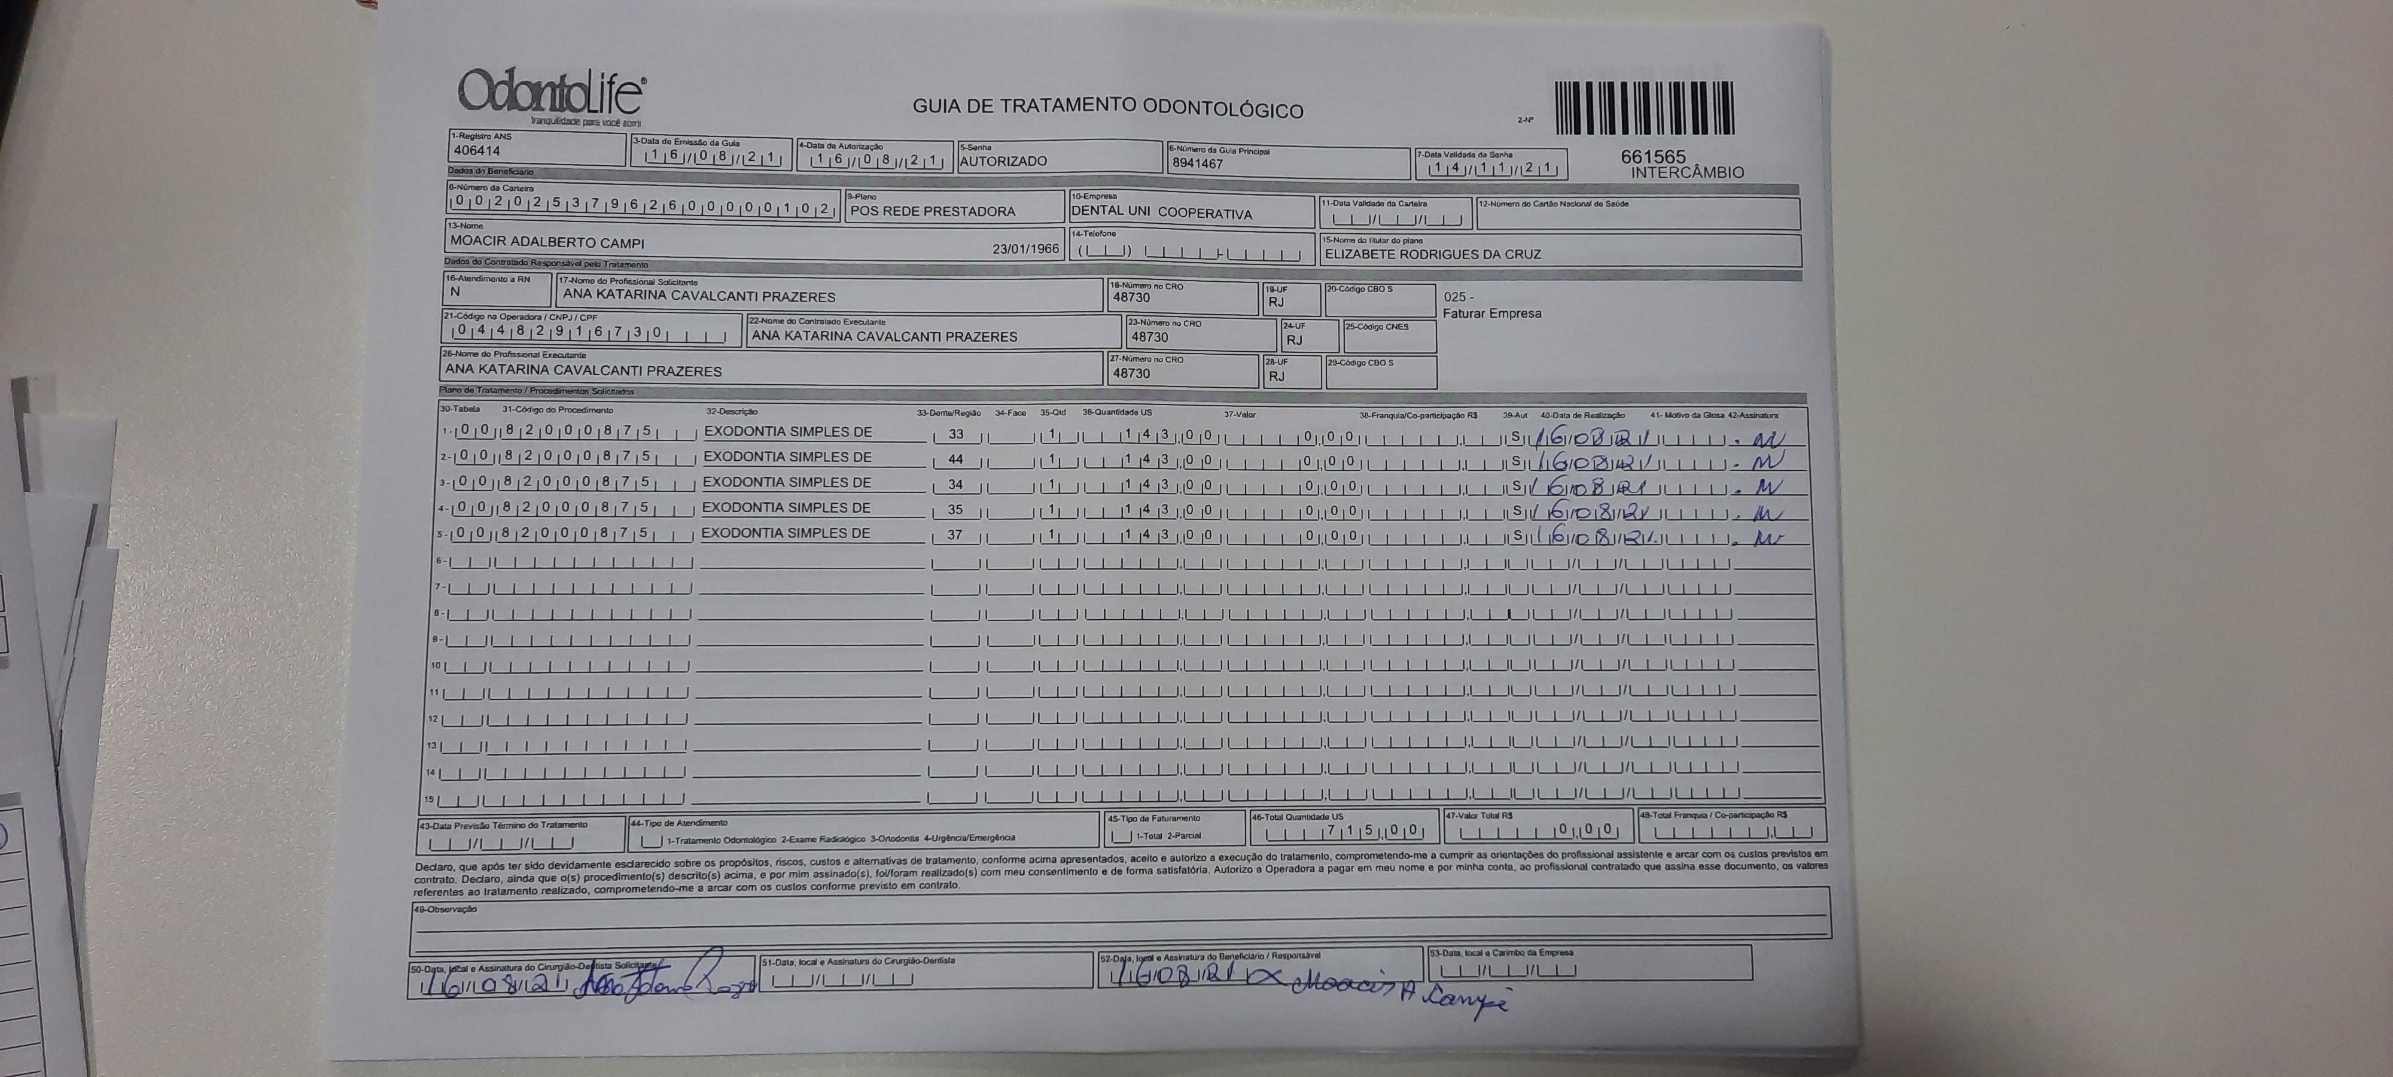 OdontoLife®
tranquilidade para você sorrir
GUIA DE TRATAMENTO ODONTOLÓGICO
2-Nº
661565
INTERCÂMBIO
1-Registro ANS 3-Data de Emissão da Guia 4-Data de Autorização 5-Senha 6-Número da Guia Principal 7-Data Validade da Senha
406414 16/08/21 16/08/21 AUTORIZADO 8941467 14/11/21
Dados do Beneficiário
8-Número da Carteira 9-Plano 10-Empresa 11-Data Validade da Carteira 12-Número do Cartão Nacional de Saúde
00202537962600000102 POS REDE PRESTADORA DENTAL UNI COOPERATIVA
13-Nome 14-Telefone 15-Nome do titular do plano
MOACIR ADALBERTO CAMPI 23/01/1966 ELIZABETE RODRIGUES DA CRUZ
Dados do Contratado Responsável pelo Tratamento
16-Atendimento a RN 17-Nome do Profissional Solicitante 18-Número no CRO 19-UF 20-Código CBO S
N ANA KATARINA CAVALCANTI PRAZERES 48730 RJ
025 -
Faturar Empresa
21-Código na Operadora / CNPJ / CPF 22-Nome do Contratado Executante 23-Número no CRO 24-UF 25-Código CNES
04482916730 ANA KATARINA CAVALCANTI PRAZERES 48730 RJ
26-Nome do Profissional Executante 27-Número no CRO 28-UF 29-Código CBO S
ANA KATARINA CAVALCANTI PRAZERES 48730 RJ
Plano de Tratamento / Procedimentos Solicitados
30-Tabela 31-Código do Procedimento 32-Descrição 33-Dente/Região 34-Face 35-Qtd 36-Quantidade US 37-Valor 38-Franquia/Co-participação R$ 39-Aut 40-Data de Realização 41- Motivo da Glosa 42-Assinatura
1- 00 82000875 EXODONTIA SIMPLES DE 33 1 143,00 0,00 S 16/08/21
2- 00 82000875 EXODONTIA SIMPLES DE 44 1 143,00 0,00 S 16/08/21
3- 00 82000875 EXODONTIA SIMPLES DE 34 1 143,00 0,00 S 16/08/21
4- 00 82000875 EXODONTIA SIMPLES DE 35 1 143,00 0,00 S 16/08/21
5- 00 82000875 EXODONTIA SIMPLES DE 37 1 143,00 0,00 S 16/08/21
6-
7-
8-
9-
10
11
12
13
14
15
43-Data Previsão Término do Tratamento 44-Tipo de Atendimento 45-Tipo de Faturamento 46-Total Quantidade US 47-Valor Total R$ 48-Total Franquia / Co-participação R$
1-Tratamento Odontológico 2-Exame Radiológico 3-Ortodontia 4-Urgência/Emergência 1-Total 2-Parcial 715,00 0,00
Declaro, que após ter sido devidamente esclarecido sobre os propósitos, riscos, custos e alternativas de tratamento, conforme acima apresentados, aceito e autorizo a execução do tratamento, comprometendo-me a cumprir as orientações do profissional assistente e arcar com os custos previstos em
contrato. Declaro, ainda que o(s) procedimento(s) descrito(s) acima, e por mim assinado(s), foi/foram realizado(s) com meu consentimento e de forma satisfatória. Autorizo a Operadora a pagar em meu nome e por minha conta, ao profissional contratado que assina esse documento, os valores
referentes ao tratamento realizado, comprometendo-me a arcar com os custos conforme previsto em contrato.
49-Observação
50-Data, local e Assinatura do Cirurgião-Dentista Solicitante 51-Data, local e Assinatura do Cirurgião-Dentista 52-Data, local e Assinatura do Beneficiário / Responsável 53-Data, local e Carimbo da Empresa
16/08/21 16/08/21 x Moacir A Campi